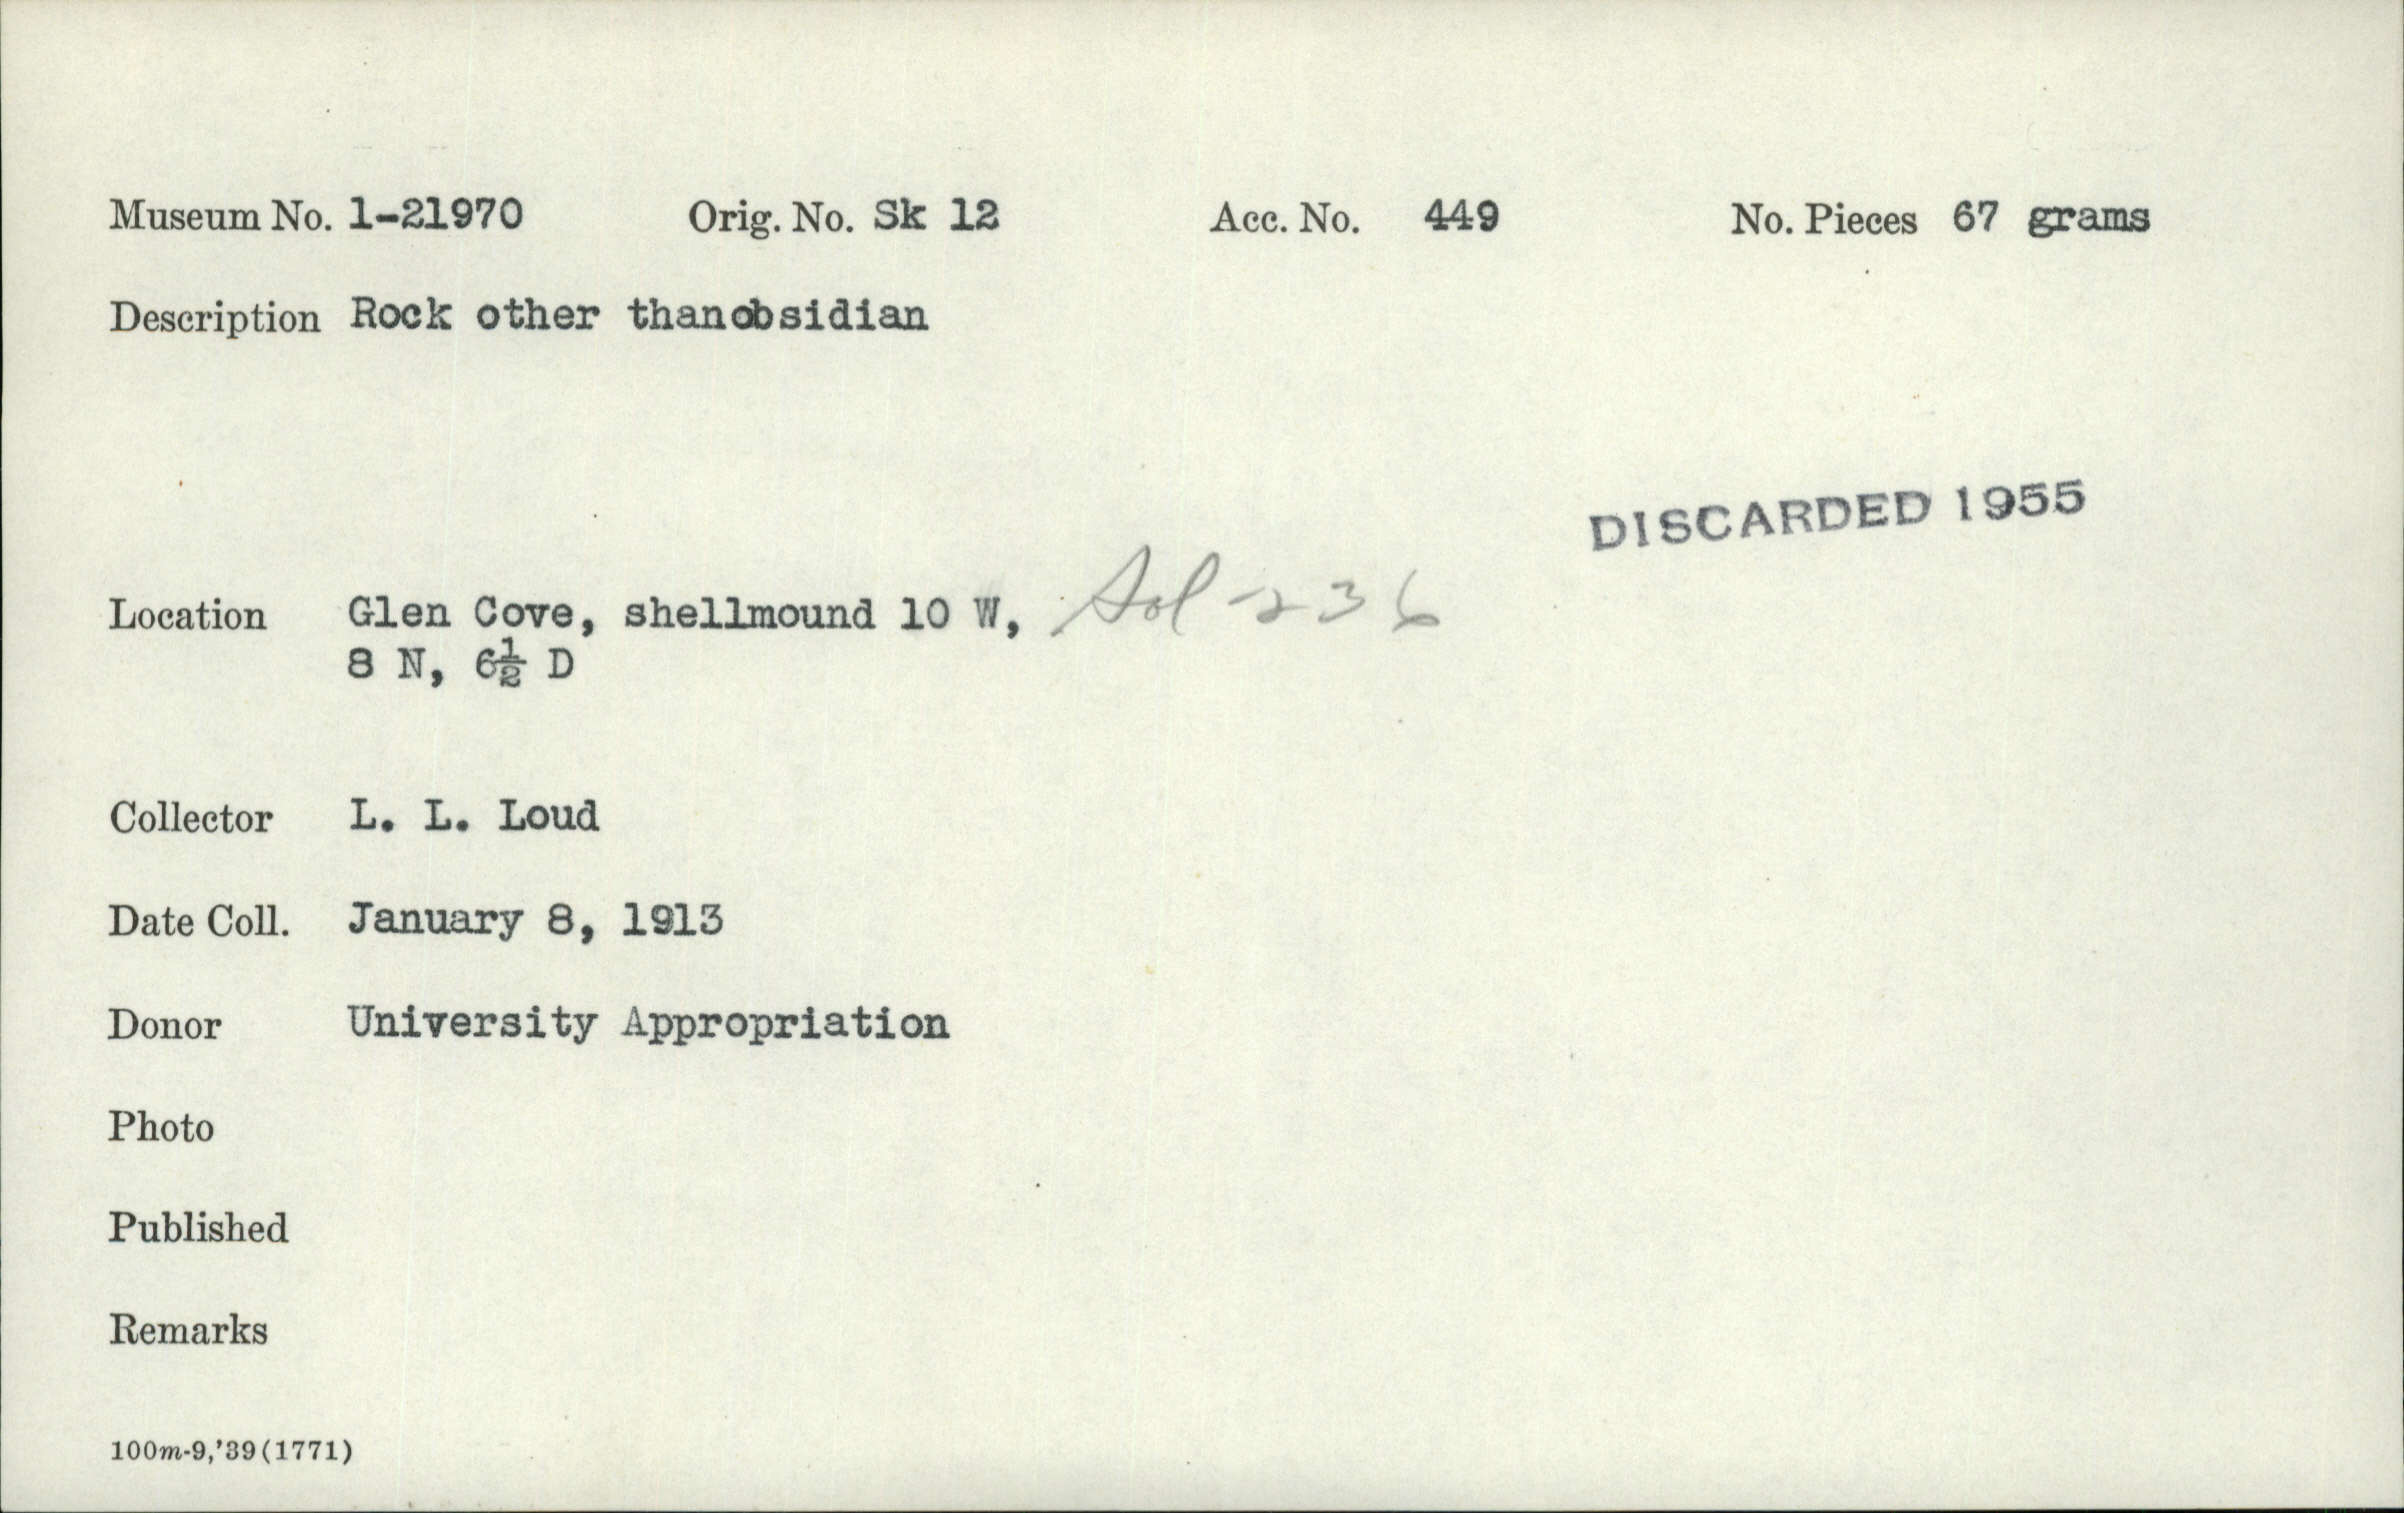 Museum No. 1-21970 Orig. No. Sk 12 Acc. No. 449 No. Pieces 67 grams
Description Rock other thanobsidian
DISCARDED 1955
Location Glen Cove, shellmound 10 W, Sol-236
8 N, 6½ D
Collector L. L. Loud
Date Coll. January 8, 1913
Donor University Appropriation
Photo
Published
Remarks
100m-9,'39(1771)